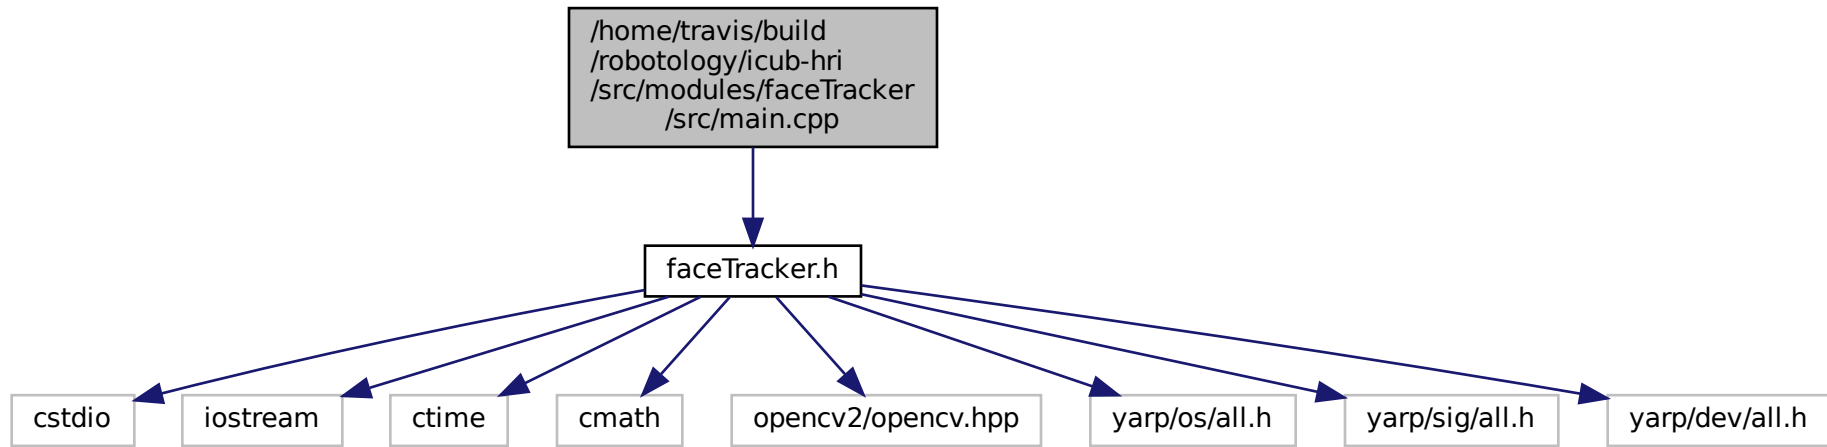 /home/travis/build
/robotology/icub-hri
/src/modules/faceTracker
/src/main.cpp
faceTracker.h
cstdio
iostream
ctime
cmath
opencv2/opencv.hpp
yarp/os/all.h
yarp/sig/all.h
yarp/dev/all.h